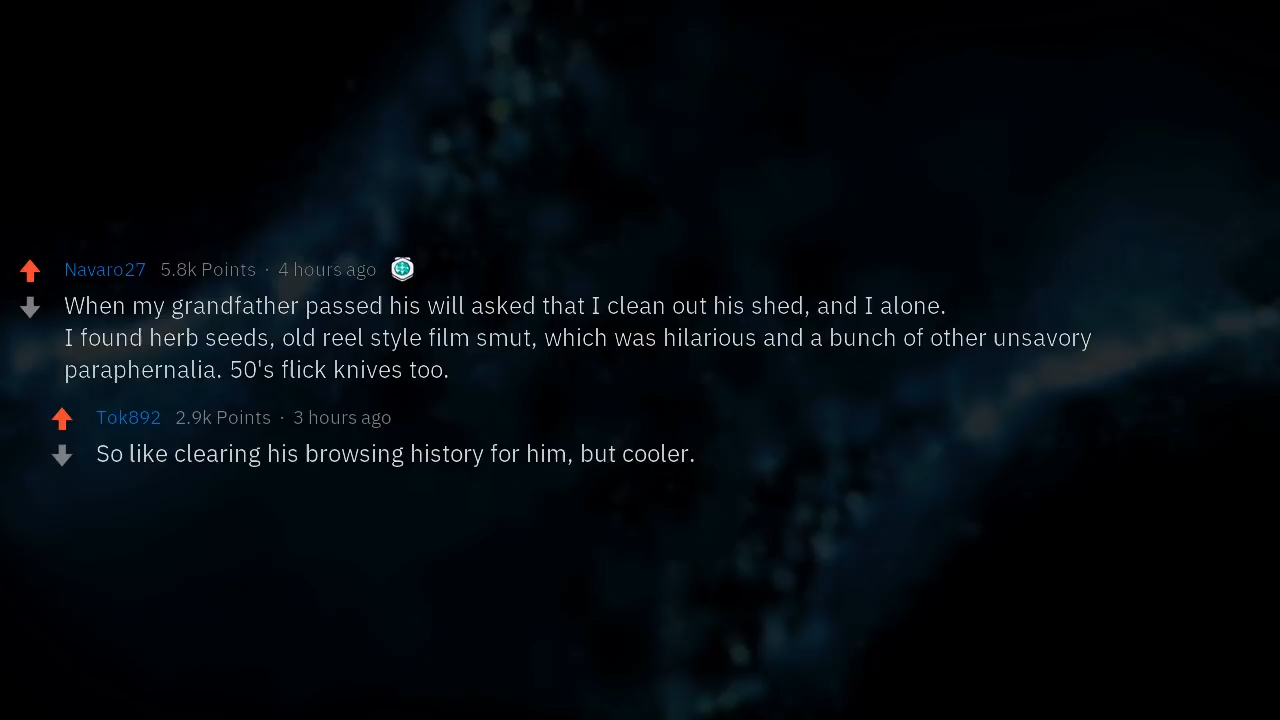 Navaro27 5.8k Points · 4 hours ago
When my grandfather passed his will asked that I clean out his shed, and I alone.
I found herb seeds, old reel style film smut, which was hilarious and a bunch of other unsavory
paraphernalia. 50's flick knives too.
Tok892 2.9k Points · 3 hours ago
So like clearing his browsing history for him, but cooler.